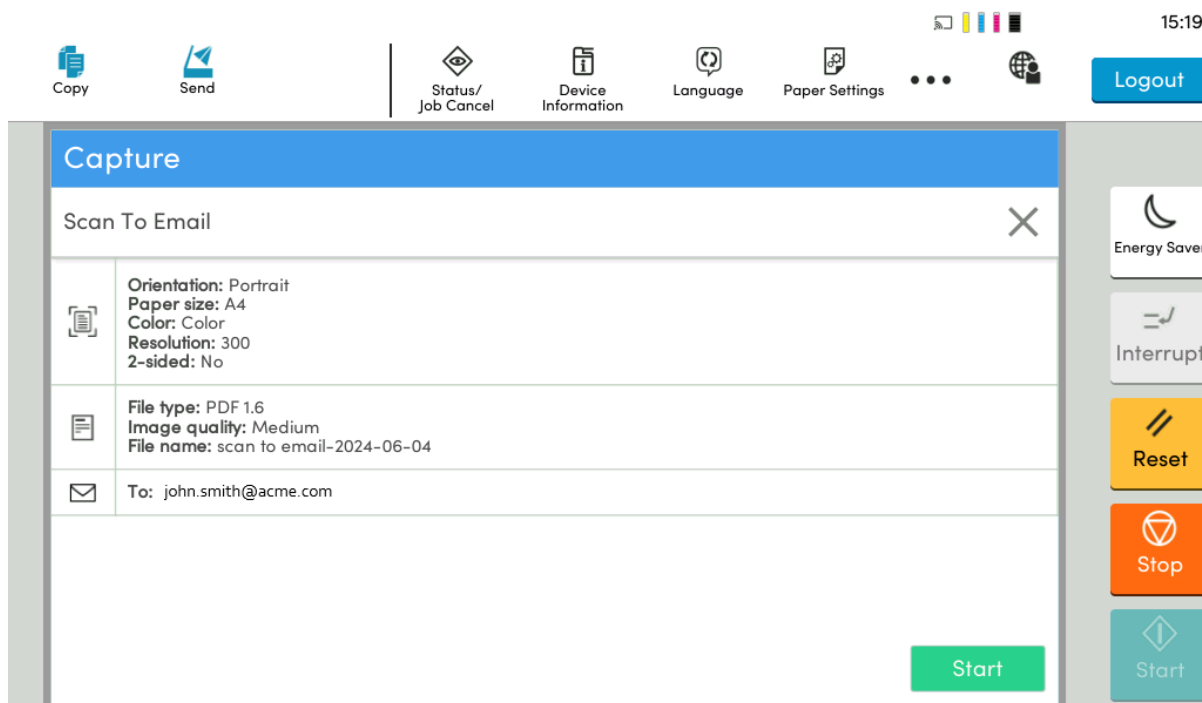 15:19
Copy
Send
Status/
Job Cancel
Device
Information
Language
Paper Settings
Logout
Capture
Scan To Email
Orientation: Portrait
Paper size: A4
Color: Color
Resolution: 300
2-sided: No
File type: PDF 1.6
Image quality: Medium
File name: scan to email-2024-06-04
To: john.smith@acme.com
Start
Energy Saver
Interrupt
Reset
Stop
Start